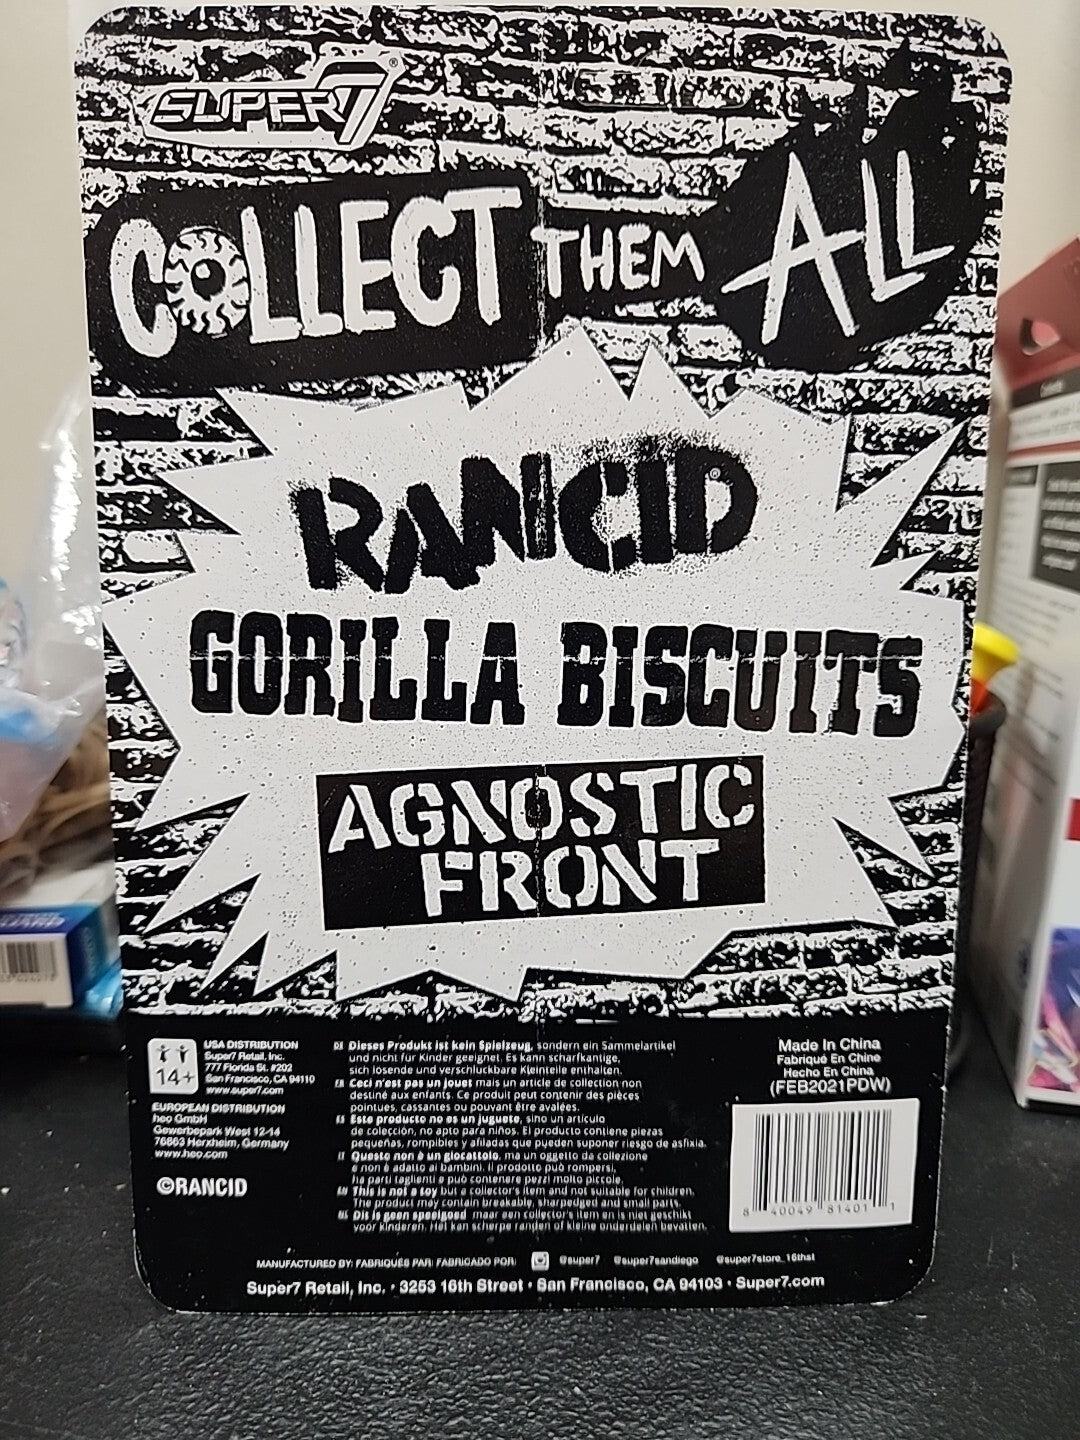 SUPER7®
COLLECT THEM ALL
RANCID®
GORILLA BISCUITS
AGNOSTIC
FRONT
14+
USA DISTRIBUTION
Super7 Retail, Inc.
777 Florida St. #202
San Francisco, CA 94110
www.super7.com
EUROPEAN DISTRIBUTION
heo GmbH
Gewerbepark West 12-14
76863 Herxheim, Germany
www.heo.com
©RANCID
DE Dieses Produkt ist kein Spielzeug, sondern ein Sammelartikel
und nicht für Kinder geeignet. Es kann scharfkantige,
sich lösende und verschluckbare Kleinteile enthalten.
FR Ceci n'est pas un jouet mais un article de collection non
destiné aux enfants. Ce produit peut contenir des pièces
pointues, cassantes ou pouvant être avalées.
ES Este producto no es un juguete, sino un artículo
de colección, no apto para niños. El producto contiene piezas
pequeñas, rompibles y afiladas que pueden suponer riesgo de asfixia.
IT Questo non è un giocattolo, ma un oggetto da collezione
e non è adatto ai bambini. Il prodotto può rompersi,
ha parti taglienti e può contenere pezzi molto piccole.
EN This is not a toy but a collector's item and not suitable for children.
The product may contain breakable, sharpedged and small parts.
NL Dis is geen speelgoed maar een collector's item en is niet geschikt
voor kinderen. Het kan scherpe randen of kleine onderdelen bevatten.
Made In China
Fabriqué En Chine
Hecho En China
(FEB2021PDW)
8 40049 81401 1
MANUFACTURED BY: FABRIQUÉS PAR: FABRICADO POR: @super7 @super7sandiego @super7store_16thst
Super7 Retail, Inc. · 3253 16th Street · San Francisco, CA 94103 · Super7.com